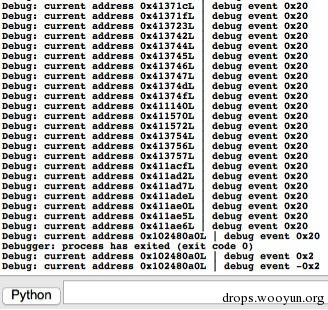 Debug: current address 0x41371cL | debug event 0x20
Debug: current address 0x41371fL | debug event 0x20
Debug: current address 0x413723L | debug event 0x20
Debug: current address 0x413742L | debug event 0x20
Debug: current address 0x413744L | debug event 0x20
Debug: current address 0x413745L | debug event 0x20
Debug: current address 0x413746L | debug event 0x20
Debug: current address 0x413747L | debug event 0x20
Debug: current address 0x41374dL | debug event 0x20
Debug: current address 0x41374fL | debug event 0x20
Debug: current address 0x411140L | debug event 0x20
Debug: current address 0x411570L | debug event 0x20
Debug: current address 0x411572L | debug event 0x20
Debug: current address 0x413754L | debug event 0x20
Debug: current address 0x413756L | debug event 0x20
Debug: current address 0x413757L | debug event 0x20
Debug: current address 0x411acfL | debug event 0x20
Debug: current address 0x411ad2L | debug event 0x20
Debug: current address 0x411ad7L | debug event 0x20
Debug: current address 0x411adeL | debug event 0x20
Debug: current address 0x411ae0L | debug event 0x20
Debug: current address 0x411ae5L | debug event 0x20
Debug: current address 0x411ae6L | debug event 0x20
Debug: current address 0x102480a0L | debug event 0x20
Debugger: process has exited (exit code 0)
Debug: current address 0x102480a0L | debug event 0x2
Debug: current address 0x102480a0L | debug event -0x2
Python
drops.wooyun.org